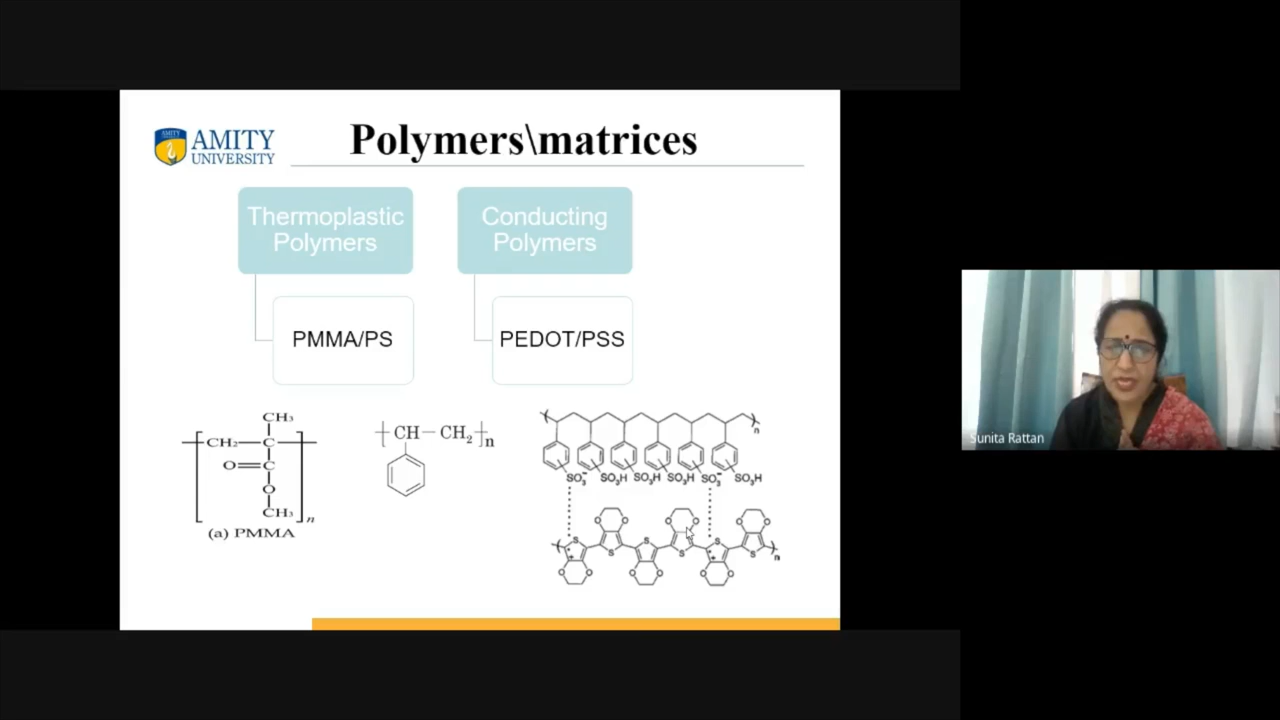 AMITY
AMITY
UNIVERSITY
Polymers\matrices
Thermoplastic
Polymers
Conducting
Polymers
PMMA/PS
PEDOT/PSS
CH₃
CH₂ C
O C
O
CH₃
n
(a) PMMA
CH CH₂ n
n
SO₃⁻ SO₃H SO₃H SO₃H SO₃⁻ SO₃H
O O O O O O
S S S S S S
O O O O O O
n
Sunita Rattan